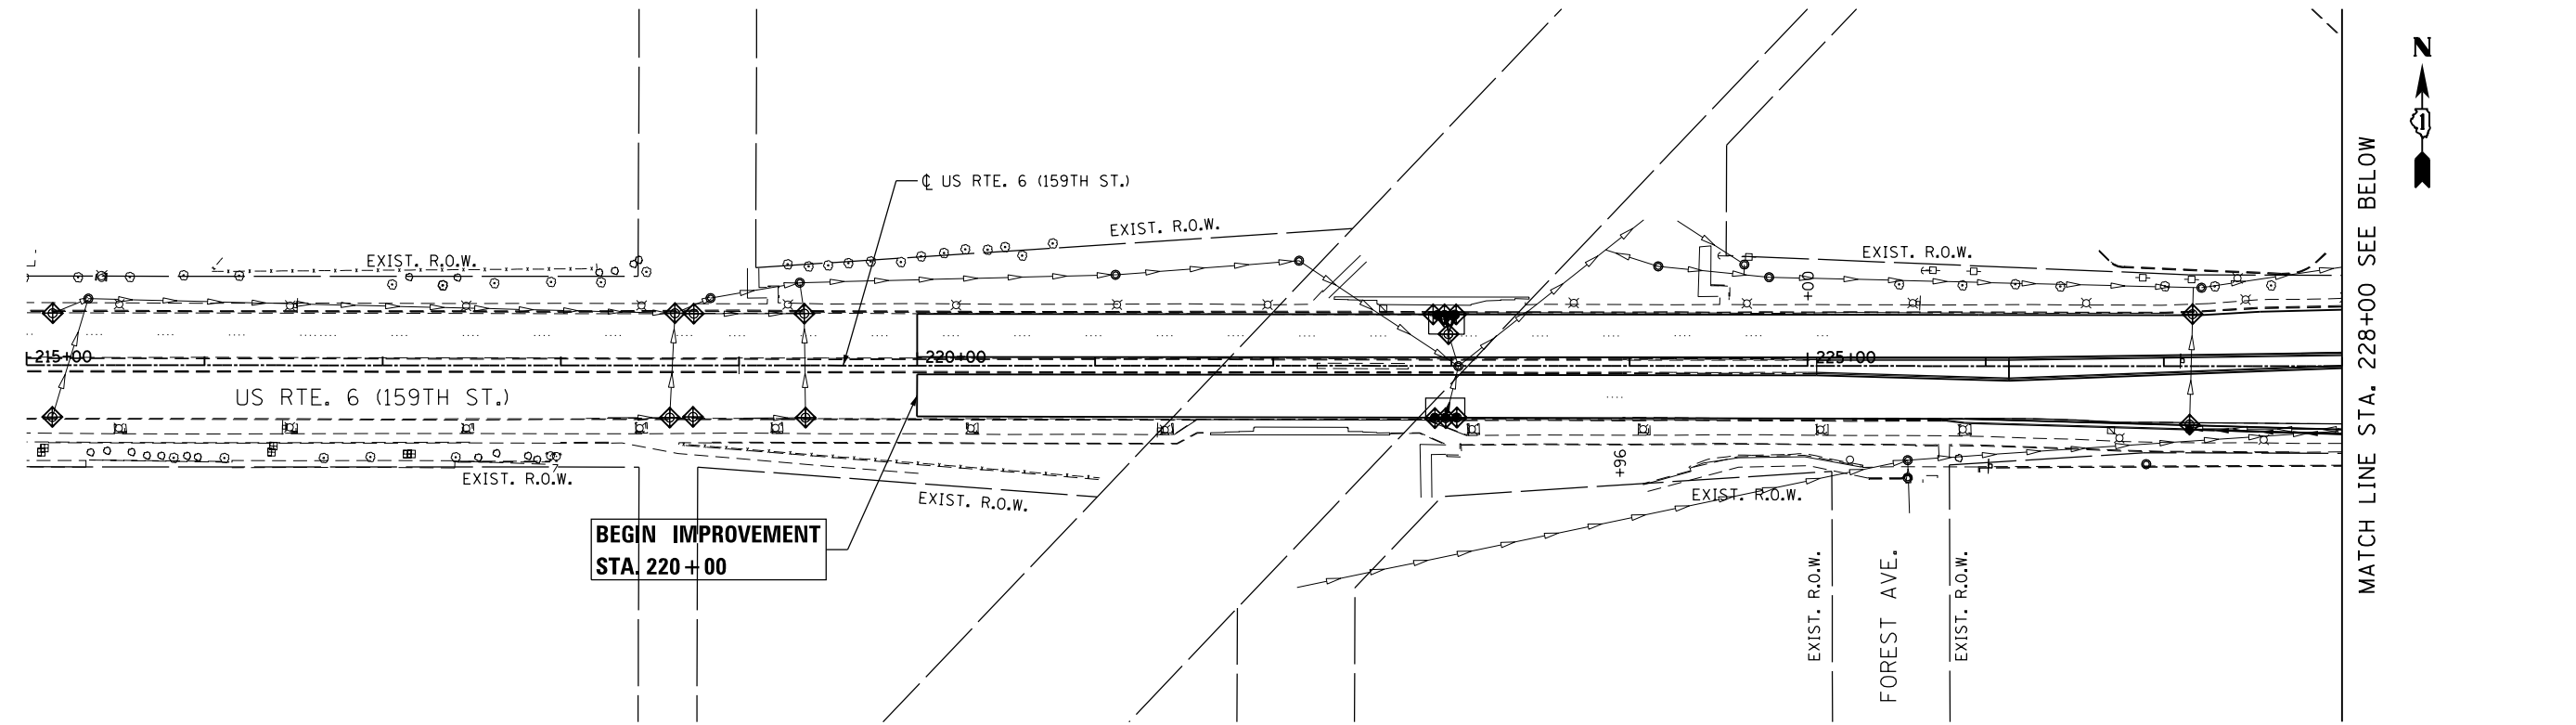 N
1
℄ US RTE. 6 (159TH ST.)
EXIST. R.O.W.
EXIST. R.O.W.
EXIST. R.O.W.
+00
215+00
220+00
225+00
US RTE. 6 (159TH ST.)
EXIST. R.O.W.
EXIST. R.O.W.
+96
EXIST. R.O.W.
BEGIN IMPROVEMENT
STA. 220+00
EXIST. R.O.W.
FOREST AVE.
EXIST. R.O.W.
MATCH LINE STA. 228+00 SEE BELOW